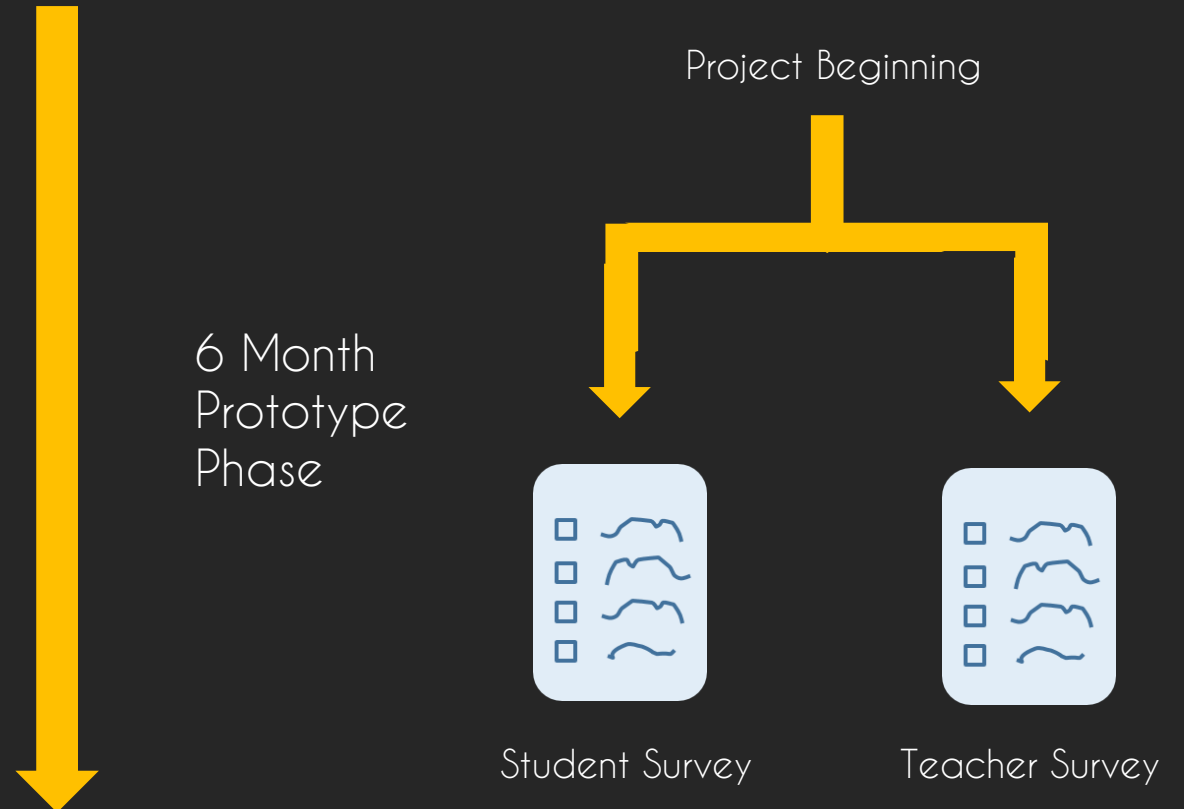 Project Beginning
6 Month
Prototype
Phase
Student Survey
Teacher Survey